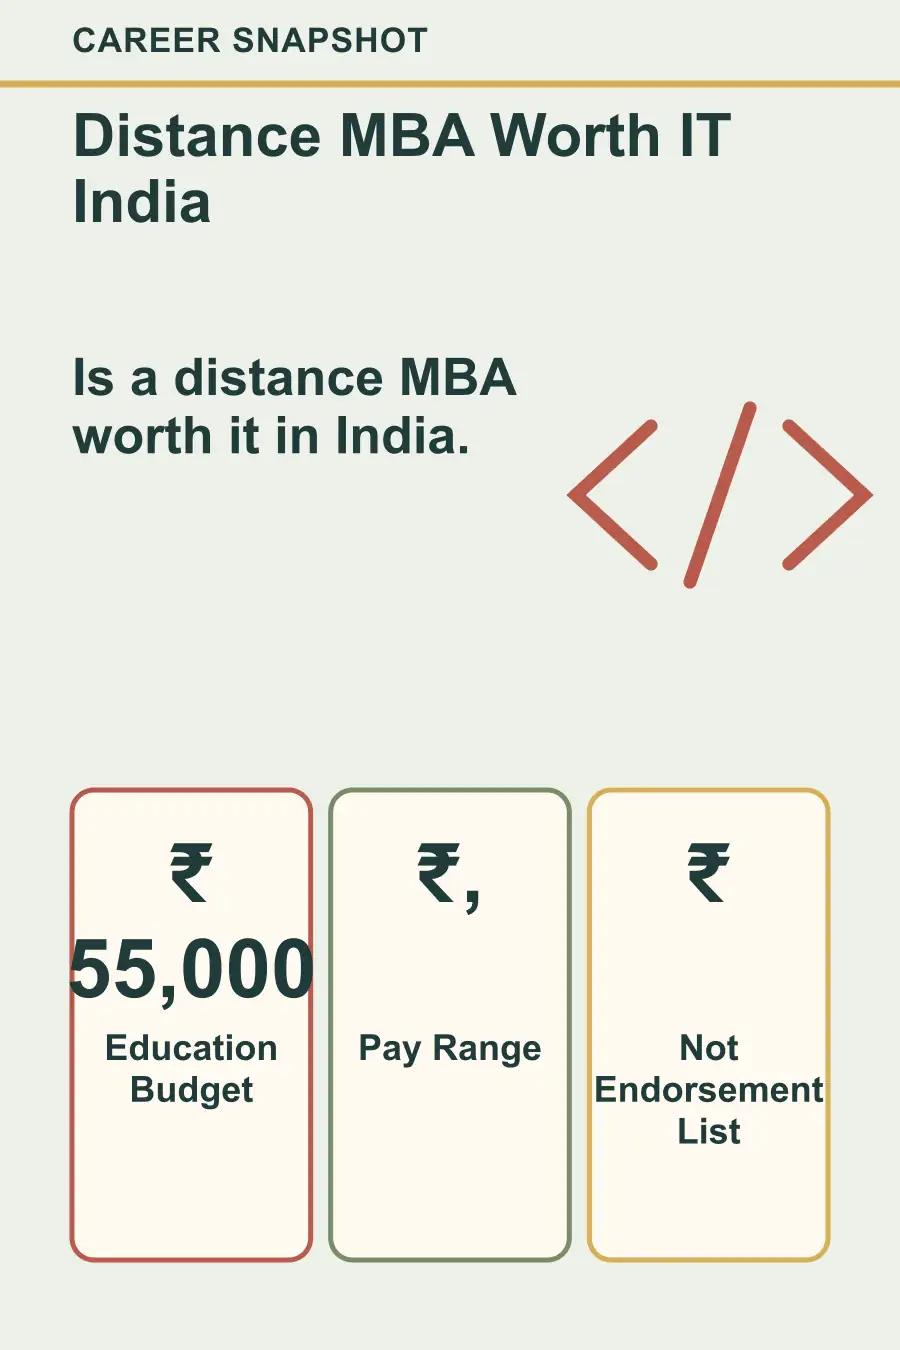 CAREER SNAPSHOT
Distance MBA Worth IT
India
Is a distance MBA
worth it in India.
₹
55,000
Education
Budget
₹,
Pay Range
₹
Not
Endorsement
List